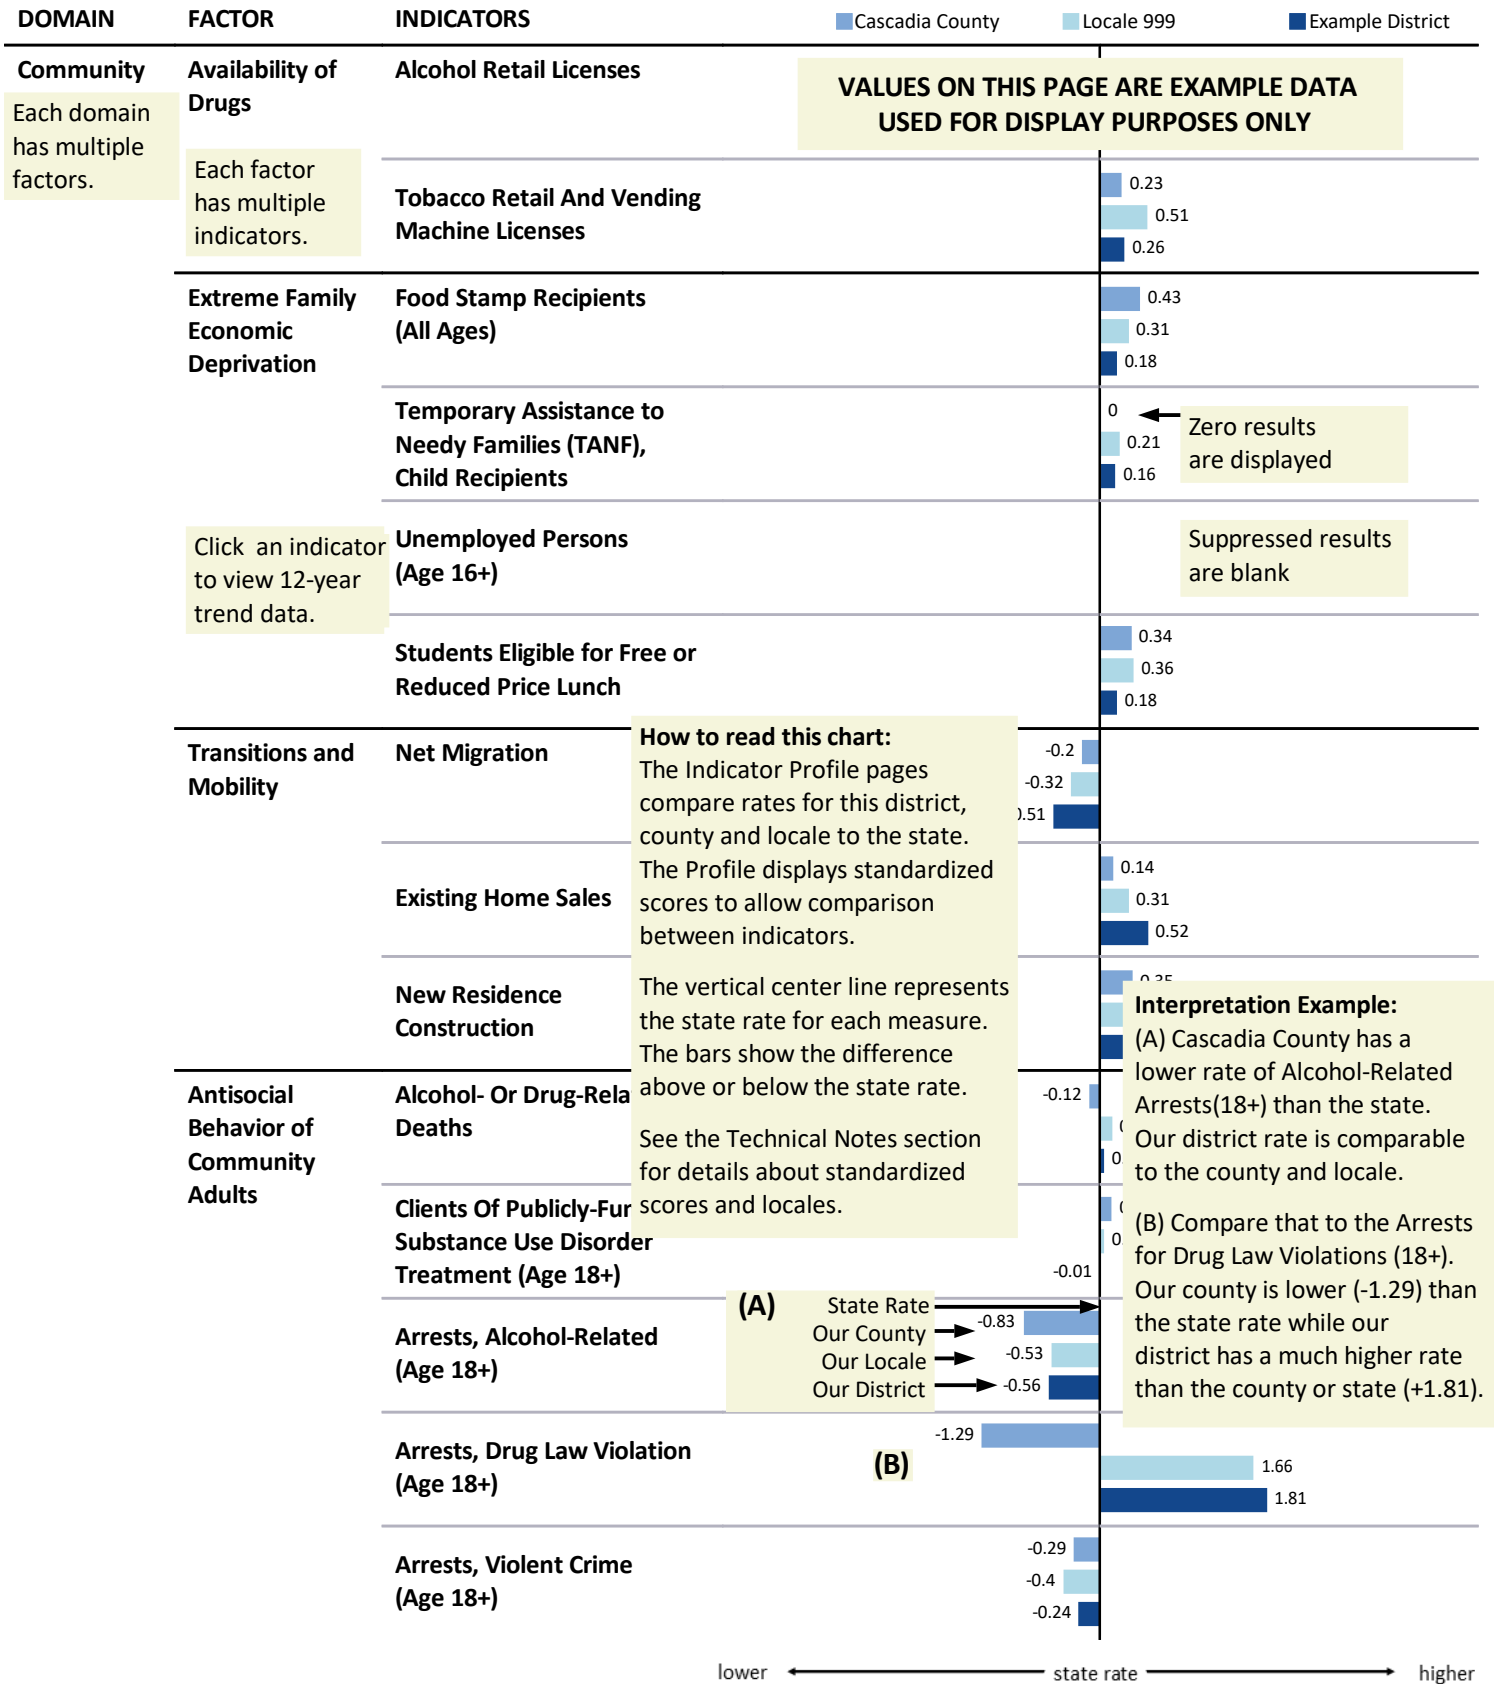 DOMAIN FACTOR INDICATORS Cascadia County Locale 999 Example District
Community
Each domain
has multiple
factors.
Availability of
Drugs
Each factor
has multiple
indicators.
Alcohol Retail Licenses
VALUES ON THIS PAGE ARE EXAMPLE DATA
USED FOR DISPLAY PURPOSES ONLY
Tobacco Retail And Vending
Machine Licenses
0.23
0.51
0.26
Extreme Family
Economic
Deprivation
Food Stamp Recipients
(All Ages)
0.43
0.31
0.18
Temporary Assistance to
Needy Families (TANF),
Child Recipients
0
0.21
0.16
Zero results
are displayed
Click an indicator
to view 12-year
trend data.
Unemployed Persons
(Age 16+)
Suppressed results
are blank
Students Eligible for Free or
Reduced Price Lunch
0.34
0.36
0.18
Transitions and
Mobility
Net Migration
-0.2
-0.32
.51
How to read this chart:
The Indicator Profile pages
compare rates for this district,
county and locale to the state.
The Profile displays standardized
scores to allow comparison
between indicators.
The vertical center line represents
the state rate for each measure.
The bars show the difference
above or below the state rate.
See the Technical Notes section
for details about standardized
scores and locales.
Existing Home Sales
0.14
0.31
0.52
New Residence
Construction
Interpretation Example:
(A) Cascadia County has a
lower rate of Alcohol-Related
Arrests(18+) than the state.
Our district rate is comparable
to the county and locale.
(B) Compare that to the Arrests
for Drug Law Violations (18+).
Our county is lower (-1.29) than
the state rate while our
district has a much higher rate
than the county or state (+1.81).
Antisocial
Behavior of
Community
Adults
Alcohol- Or Drug-Rela
Deaths
-0.12
0.
Clients Of Publicly-Fun
Substance Use Disorder
Treatment (Age 18+)
0.
-0.01
Arrests, Alcohol-Related
(Age 18+)
(A)
State Rate
Our County
Our Locale
Our District
-0.83
-0.53
-0.56
Arrests, Drug Law Violation
(Age 18+)
(B)
-1.29
1.66
1.81
Arrests, Violent Crime
(Age 18+)
-0.29
-0.4
-0.24
lower state rate higher